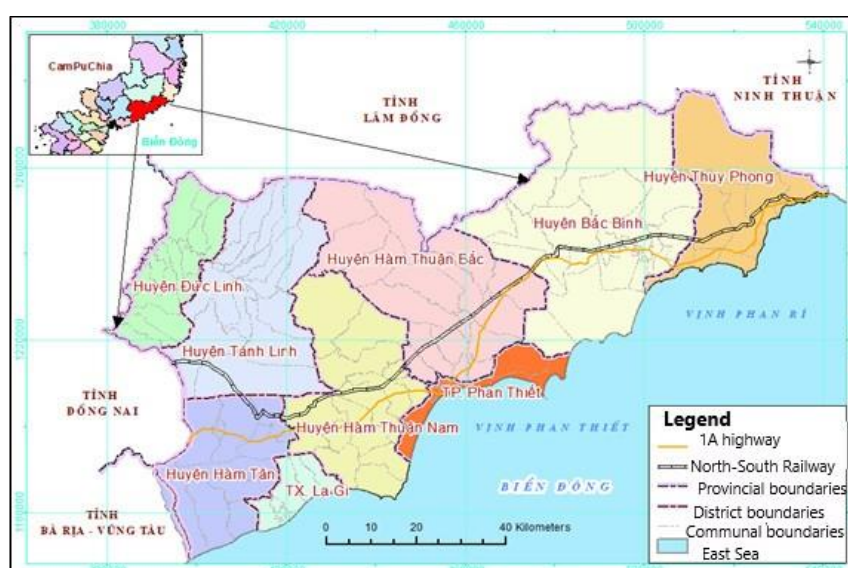 380000
420000
460000
500000
540000
CamPuChia
Biển Đông
TỈNH
LÂM ĐỒNG
TỈNH
NINH THUẬN
1260000
Huyện Thuy Phong
Huyện Bắc Bình
Huyện Hàm Thuận Bắc
Huyện Đức Linh
VỊNH PHAN RÍ
1220000
Huyện Tánh Linh
TỈNH
ĐỒNG NAI
TP. Phan Thiết
Huyện Hàm Thuận Nam
VỊNH PHAN THIẾT
Huyện Hàm Tân
TX. La Gi
BIỂN ĐÔNG
1180000
TỈNH
BÀ RỊA - VŨNG TÀU
0 5 10 20 30 40 Kilometers
Legend
1A highway
North-South Railway
Provincial boundaries
District boundaries
Communal boundaries
East Sea